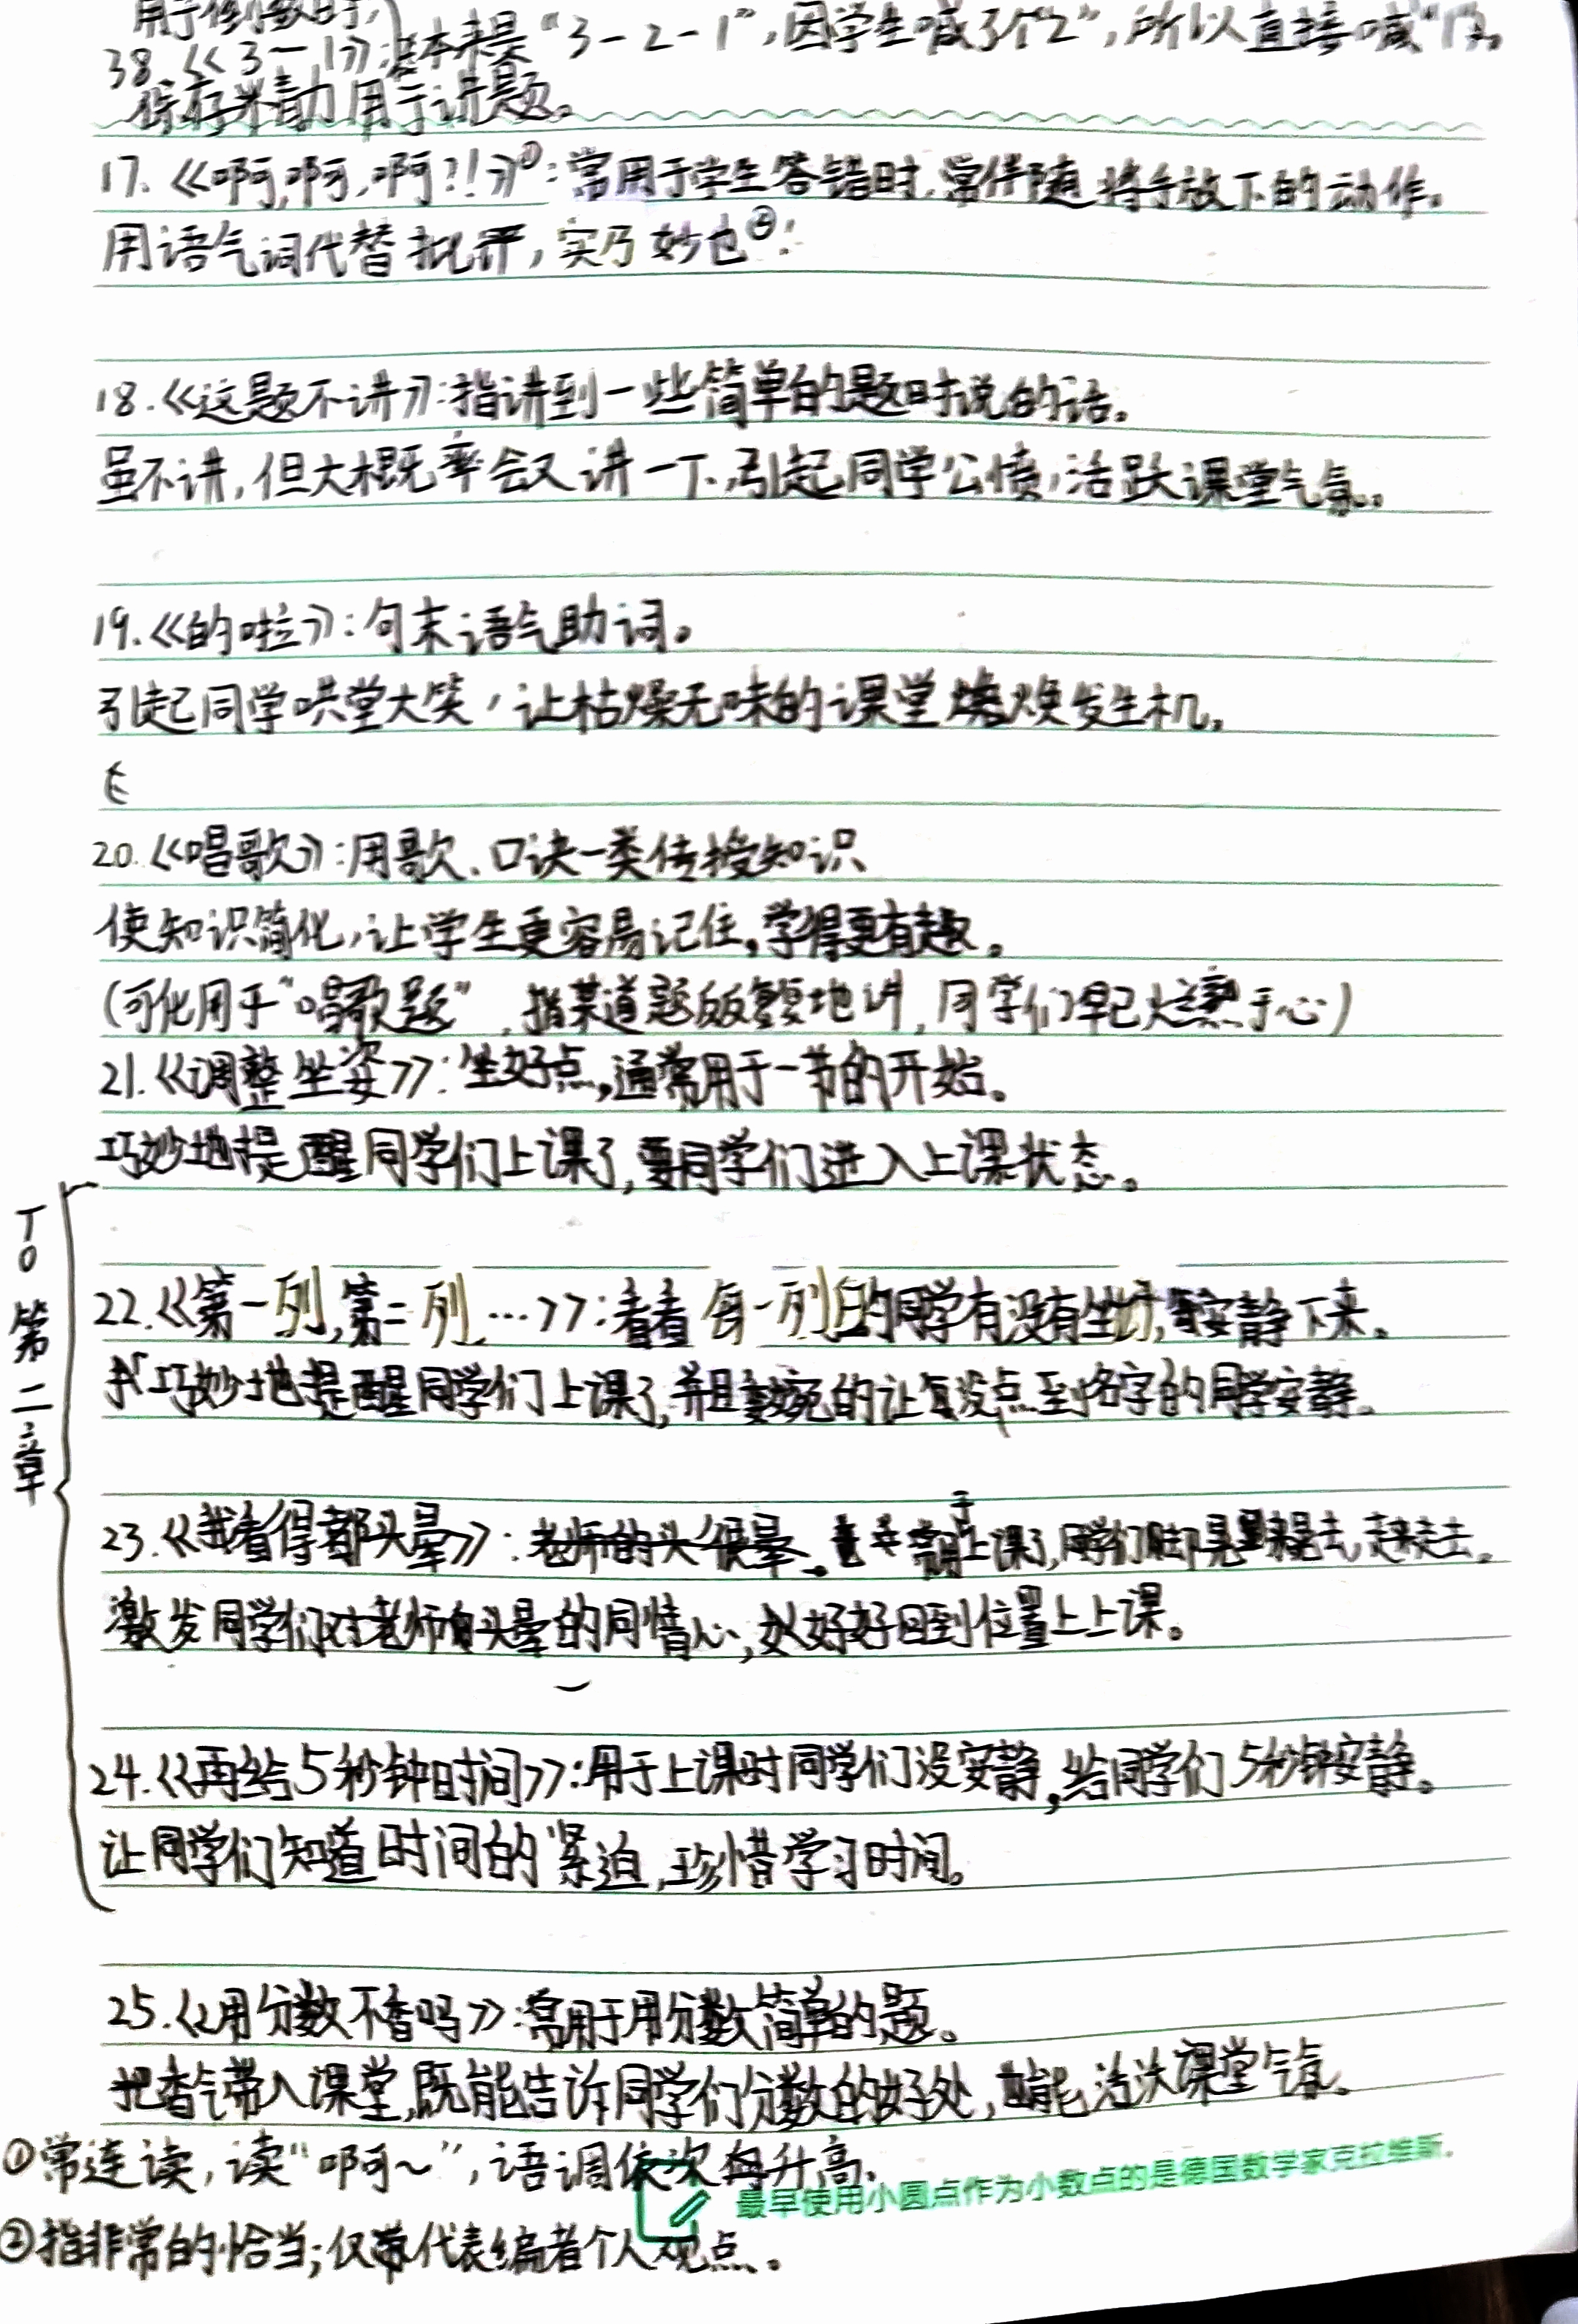 用于倒数时,
38.《3一1》:基本来是“3-2-1”,因学生喊了个“2”,所以直接喊“1”。
保存精力用于讲题。
17.《啊,啊,啊?!》①:常用于学生答错时,常伴随将手放下的动作。
用语气词代替批评,实乃妙也②!
18.《这题不讲》:指讲到一些简单的题时说的话。
虽不讲,但大概率会又讲一下,引起同学公愤,活跃课堂气氛。
19.《的啦》:句末语气助词。
引起同学哄堂大笑,让枯燥无味的课堂焕发生机。
20.《唱歌》:用歌、口诀一类传授知识
使知识简化,让学生更容易记住,学得更有趣。
(可化用于“唱歌题”,指某道题反复地讲,同学们早已熟于心)
21.《调整坐姿》:坐好点,通常用于一节的开始。
巧妙地提醒同学们上课了,要同学们进入上课状态。
TO 第二章
22.《第一列,第二列…》:看看每一列的同学有没有坐好,安静下来。
巧妙地提醒同学们上课了,并且委婉的让没点到名字的同学安静。
23.《我看得都头晕》:老师的头很晕。上课了,同学们晃来晃去,走来走去。
激发同学们对老师头晕的同情心,好好回到位置上上课。
24.《再给5秒钟时间》:用于上课时同学们没安静,给同学们5秒钟安静。
让同学们知道时间的紧迫,珍惜学习时间。
25.《用分数不香吗》:常用于用分数简单的题。
把香气带入课堂,既能告诉同学们分数的好处,也能活沃课堂气氛。
①常连读,读“啊~”,语调依次升高.
最早使用小圆点作为小数点的是德国数学家克拉维斯.
②指非常的恰当;仅代表编者个人观点。